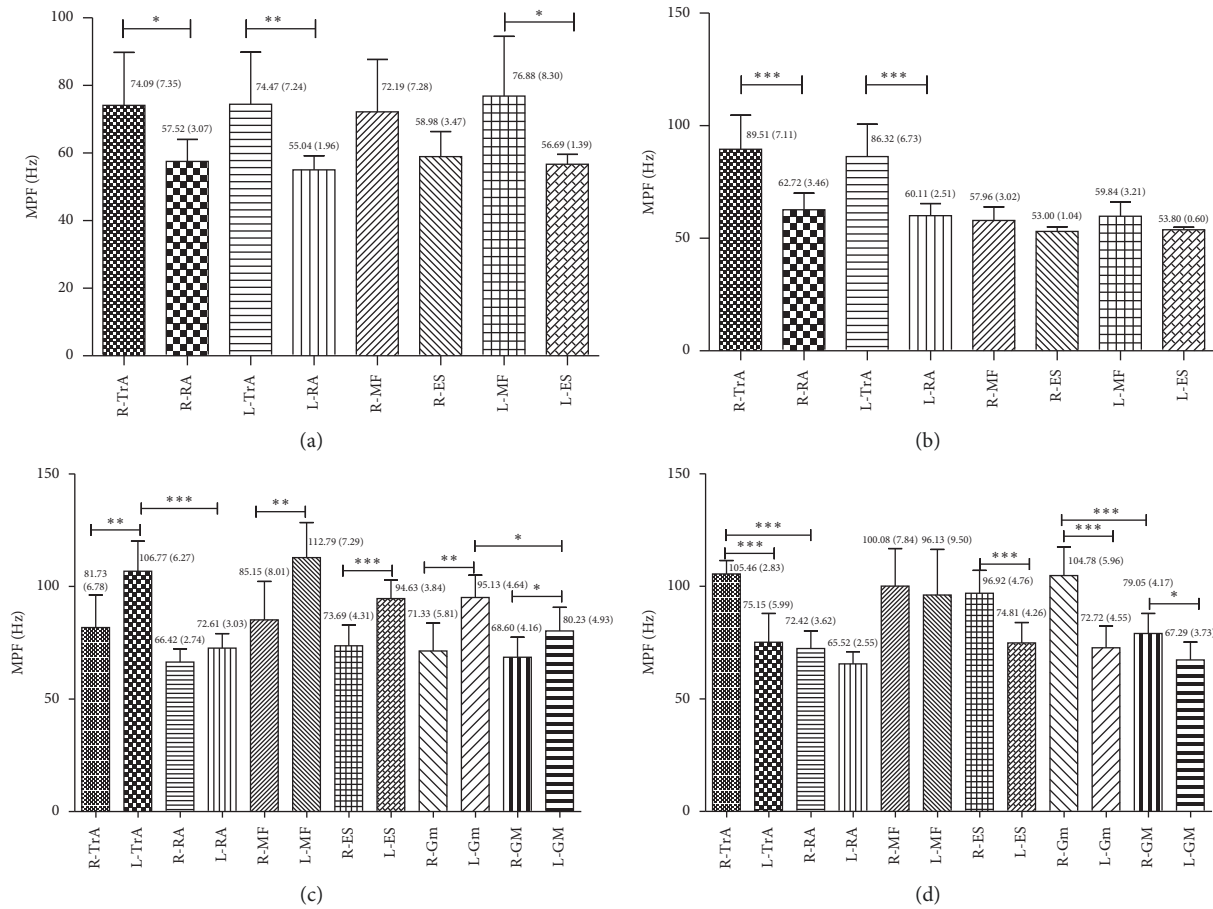 100
80
60
40
20
0
MPF (Hz)
*
**
*
74.09 (7.35)
57.52 (3.07)
74.47 (7.24)
55.04 (1.96)
72.19 (7.28)
58.98 (3.47)
76.88 (8.30)
56.69 (1.39)
R-TrA
R-RA
L-TrA
L-RA
R-MF
R-ES
L-MF
L-ES
(a)
150
100
50
0
MPF (Hz)
***
***
89.51 (7.11)
62.72 (3.46)
86.32 (6.73)
60.11 (2.51)
57.96 (3.02)
53.00 (1.04)
59.84 (3.21)
53.80 (0.60)
R-TrA
R-RA
L-TrA
L-RA
R-MF
R-ES
L-MF
L-ES
(b)
150
100
50
0
MPF (Hz)
**
***
**
***
**
*
*
81.73
(6.78)
106.77 (6.27)
66.42 (2.74)
72.61 (3.03)
85.15 (8.01)
112.79 (7.29)
73.69 (4.31)
94.63 (3.84)
71.33 (5.81)
95.13 (4.64)
68.60 (4.16)
80.23 (4.93)
R-TrA
L-TrA
R-RA
L-RA
R-MF
L-MF
R-ES
L-ES
R-Gm
L-Gm
R-GM
L-GM
(c)
150
100
50
0
MPF (Hz)
***
***
***
***
***
*
105.46 (2.83)
75.15 (5.99)
72.42 (3.62)
65.52 (2.55)
100.08 (7.84)
96.13 (9.50)
96.92 (4.76)
74.81 (4.26)
104.78 (5.96)
72.72 (4.55)
79.05 (4.17)
67.29 (3.73)
R-TrA
L-TrA
R-RA
L-RA
R-MF
L-MF
R-ES
L-ES
R-Gm
L-Gm
R-GM
L-GM
(d)